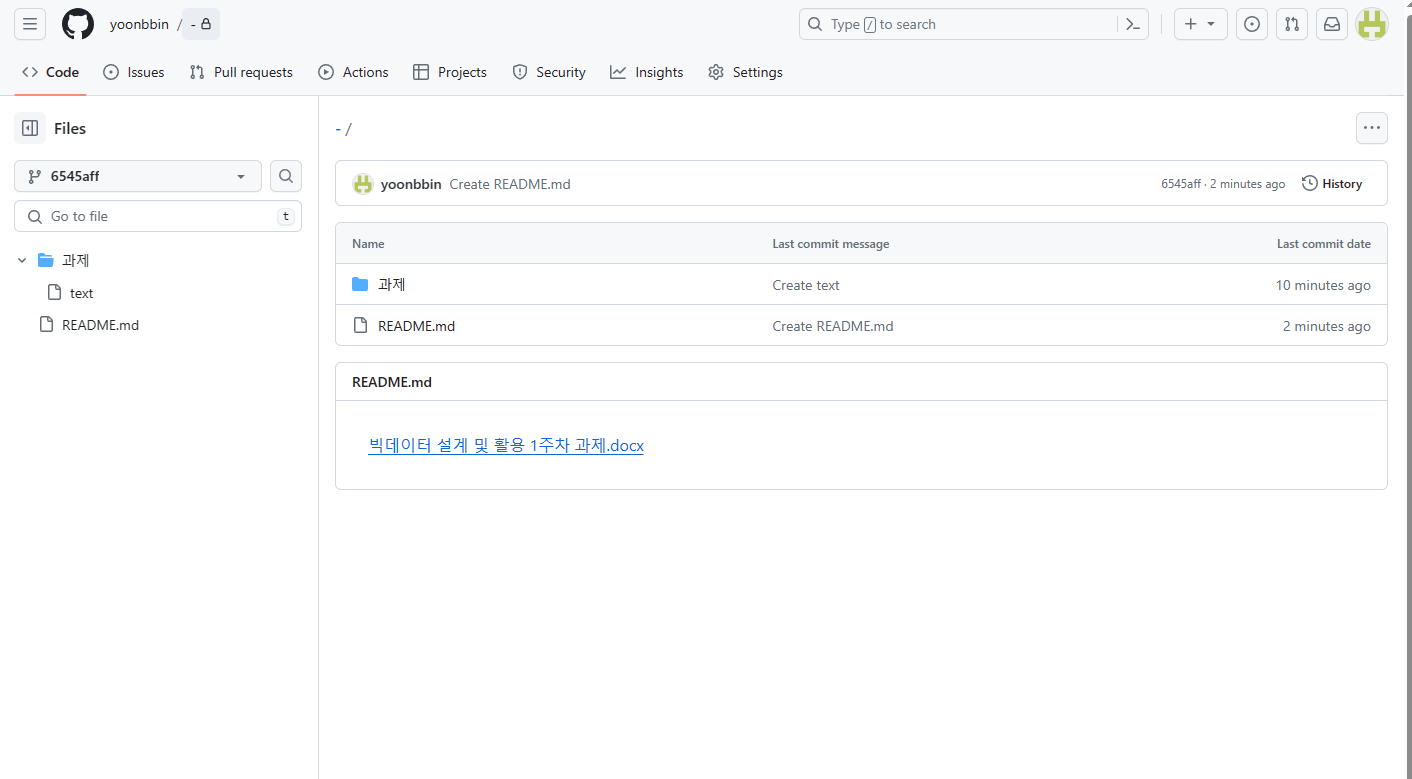 yoonbbin / -
Type / to search
Code Issues Pull requests Actions Projects Security Insights Settings
Files
6545aff
Go to file t
과제
text
README.md
- /
yoonbbin Create README.md 6545aff · 2 minutes ago History
Name Last commit message Last commit date
과제 Create text 10 minutes ago
README.md Create README.md 2 minutes ago
README.md
빅데이터 설계 및 활용 1주차 과제.docx